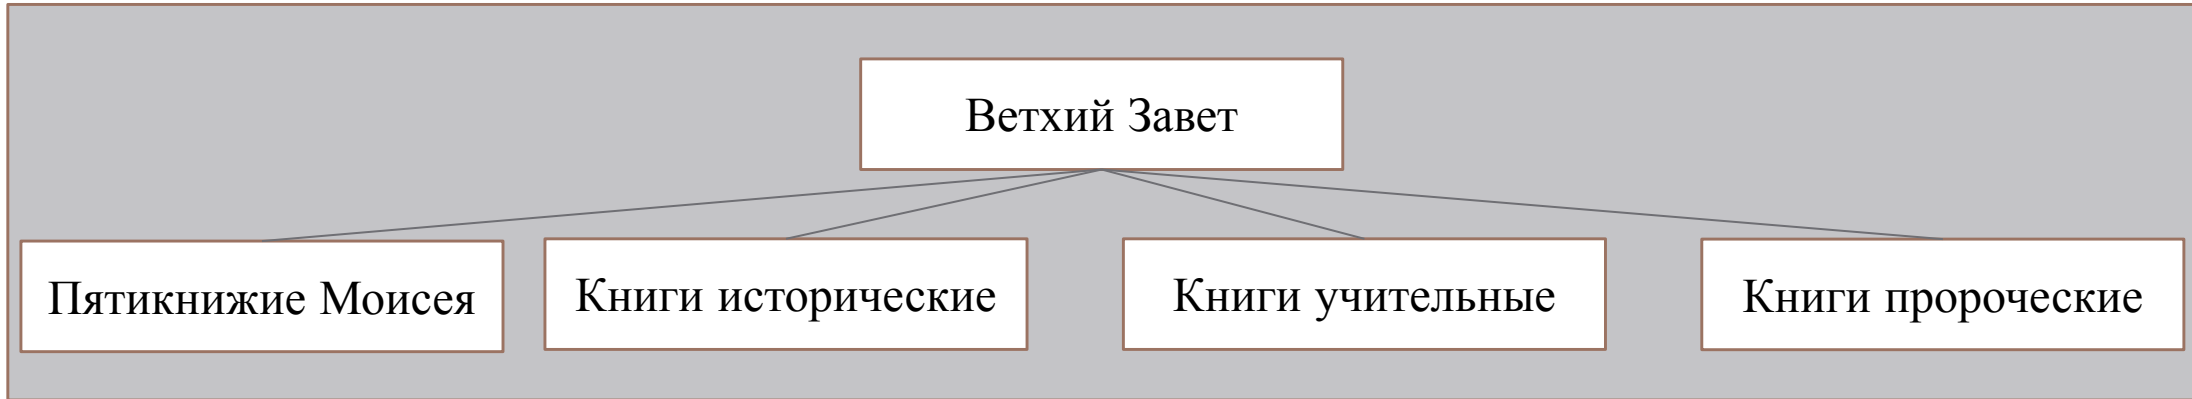 Ветхий Завет
Пятикнижие Моисея
Книги исторические
Книги учительные
Книги пророческие